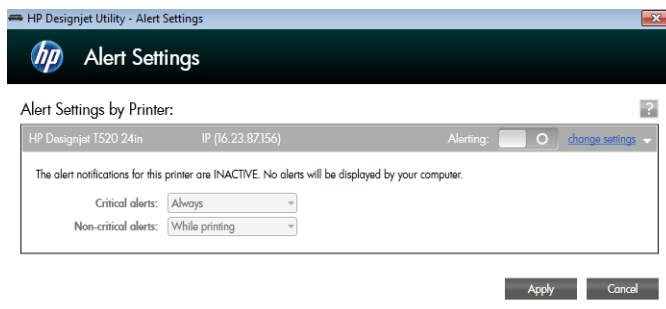 HP Designjet Utility - Alert Settings
hp Alert Settings
Alert Settings by Printer: ?
HP Designjet T520 24in IP (16.23.87.156) Alerting: O change settings
The alert notifications for this printer are INACTIVE. No alerts will be displayed by your computer.
Critical alerts: Always
Non-critical alerts: While printing
Apply Cancel